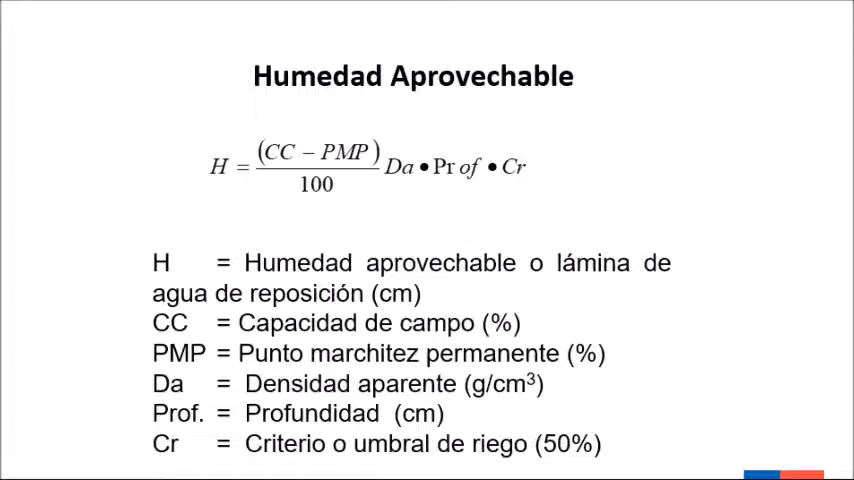 Humedad Aprovechable
H = (CC − PMP) / 100 Da • Prof • Cr
H = Humedad aprovechable o lámina de
agua de reposición (cm)
CC = Capacidad de campo (%)
PMP = Punto marchitez permanente (%)
Da = Densidad aparente (g/cm³)
Prof. = Profundidad (cm)
Cr = Criterio o umbral de riego (50%)